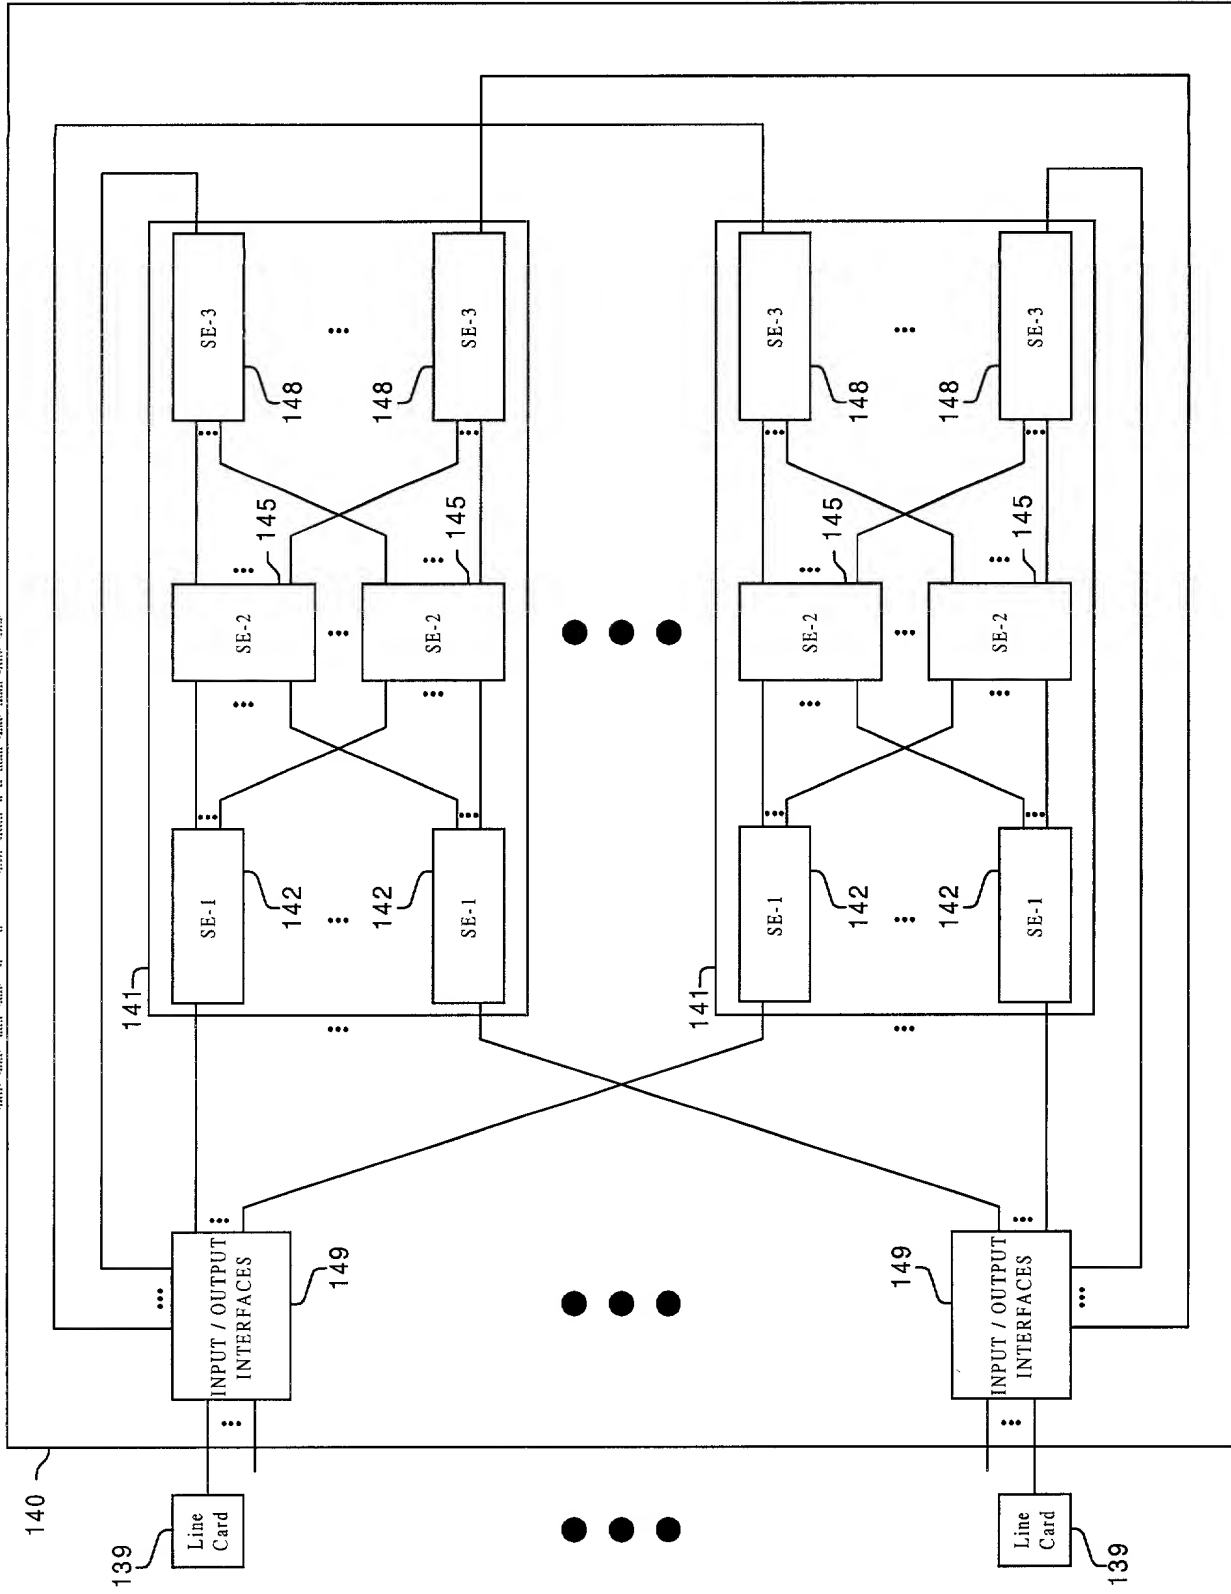 140
139
Line
Card
INPUT / OUTPUT
INTERFACES
149
141
SE-1
142
142
SE-1
SE-2
145
SE-2
145
SE-3
148
148
SE-3
141
SE-1
142
142
SE-1
SE-2
145
SE-2
145
SE-3
148
148
SE-3
149
INPUT / OUTPUT
INTERFACES
Line
Card
139